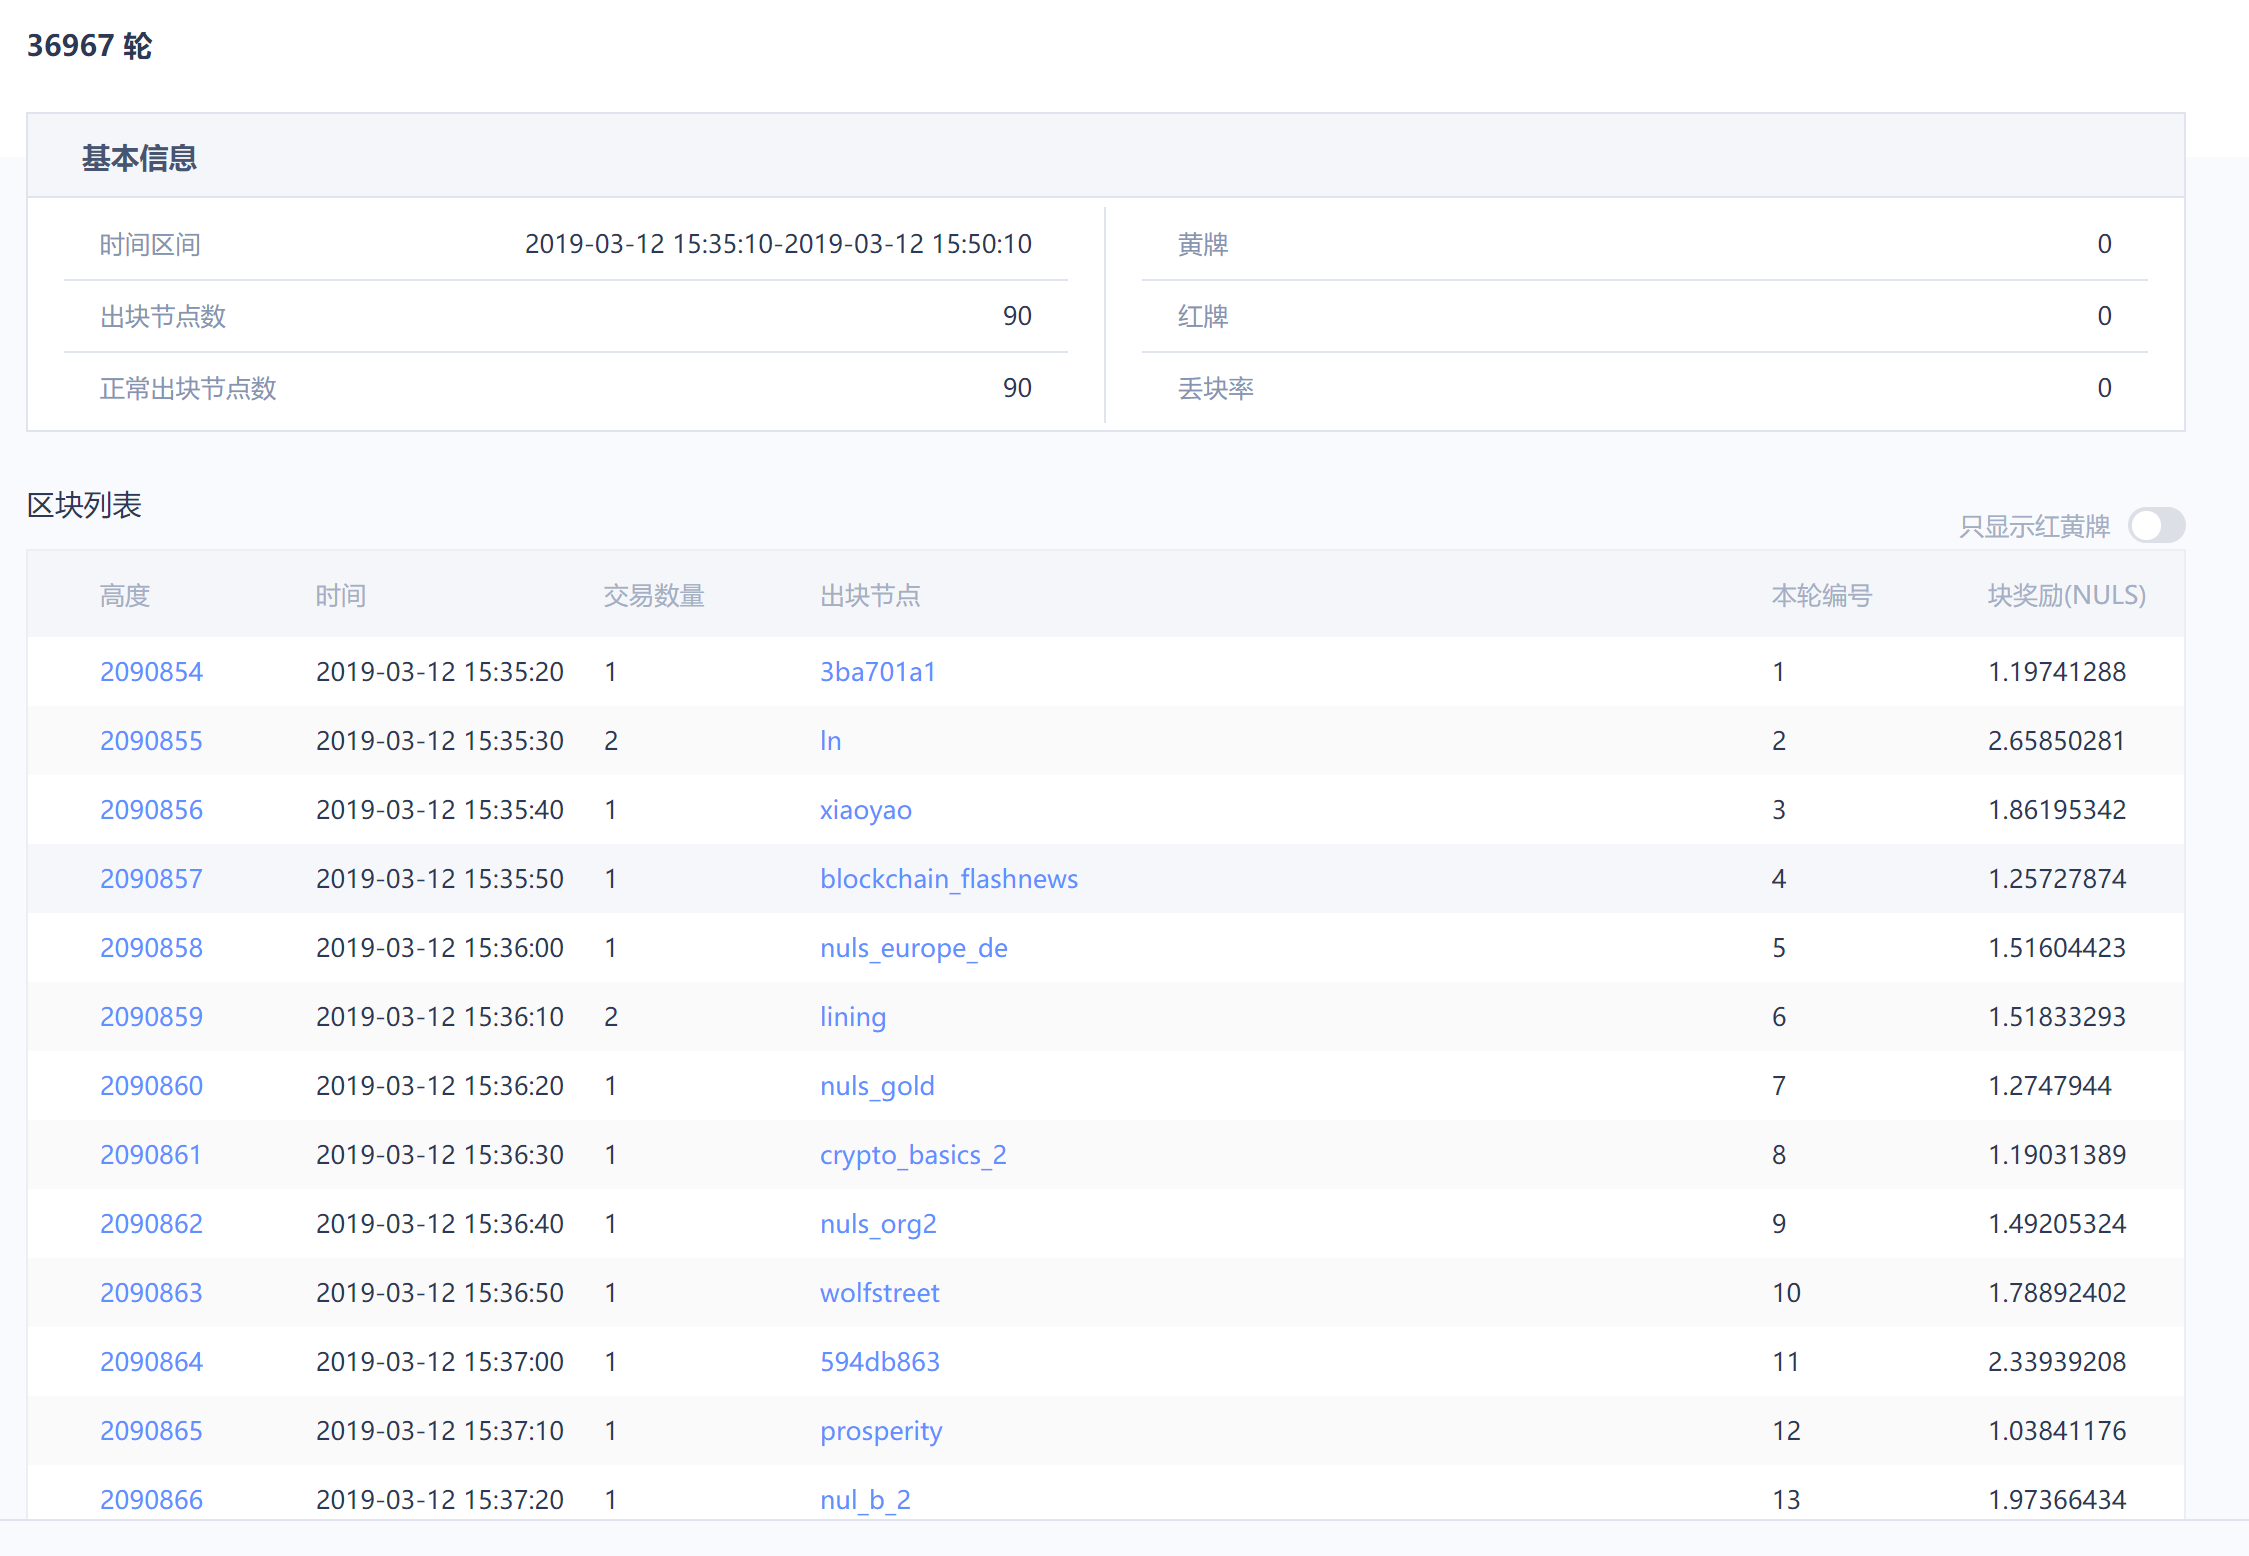 36967 轮
基本信息
时间区间 2019-03-12 15:35:10-2019-03-12 15:50:10 黄牌 0
出块节点数 90 红牌 0
正常出块节点数 90 丢块率 0
区块列表
只显示红黄牌
高度 时间 交易数量 出块节点 本轮编号 块奖励(NULS)
2090854 2019-03-12 15:35:20 1 3ba701a1 1 1.19741288
2090855 2019-03-12 15:35:30 2 ln 2 2.65850281
2090856 2019-03-12 15:35:40 1 xiaoyao 3 1.86195342
2090857 2019-03-12 15:35:50 1 blockchain_flashnews 4 1.25727874
2090858 2019-03-12 15:36:00 1 nuls_europe_de 5 1.51604423
2090859 2019-03-12 15:36:10 2 lining 6 1.51833293
2090860 2019-03-12 15:36:20 1 nuls_gold 7 1.2747944
2090861 2019-03-12 15:36:30 1 crypto_basics_2 8 1.19031389
2090862 2019-03-12 15:36:40 1 nuls_org2 9 1.49205324
2090863 2019-03-12 15:36:50 1 wolfstreet 10 1.78892402
2090864 2019-03-12 15:37:00 1 594db863 11 2.33939208
2090865 2019-03-12 15:37:10 1 prosperity 12 1.03841176
2090866 2019-03-12 15:37:20 1 nul_b_2 13 1.97366434